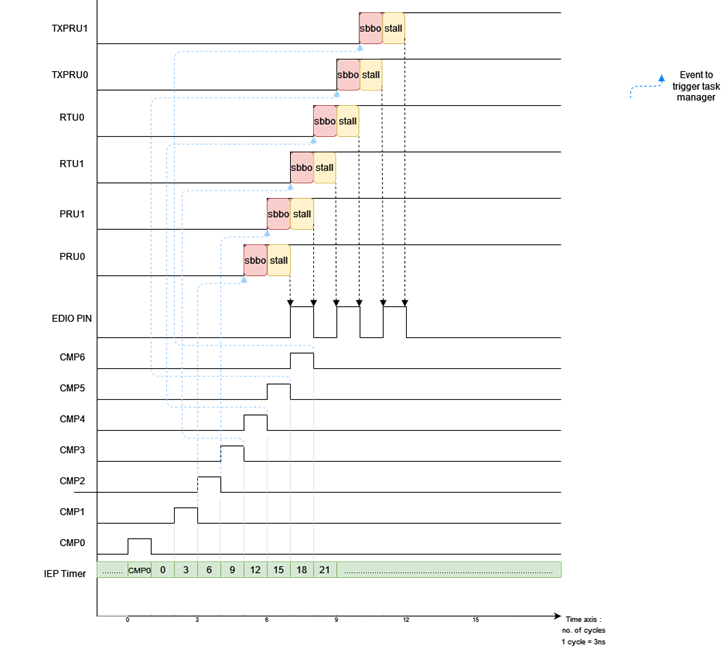 TXPRU1
sbbo stall
TXPRU0
sbbo stall
Event to
trigger task
manager
RTU0
sbbo stall
RTU1
sbbo stall
PRU1
sbbo stall
PRU0
sbbo stall
EDIO PIN
CMP6
CMP5
CMP4
CMP3
CMP2
CMP1
CMP0
IEP Timer ......... CMP0 0 3 6 9 12 15 18 21 ................................................
0 3 6 9 12 15
Time axis :
no. of cycles
1 cycle = 3ns